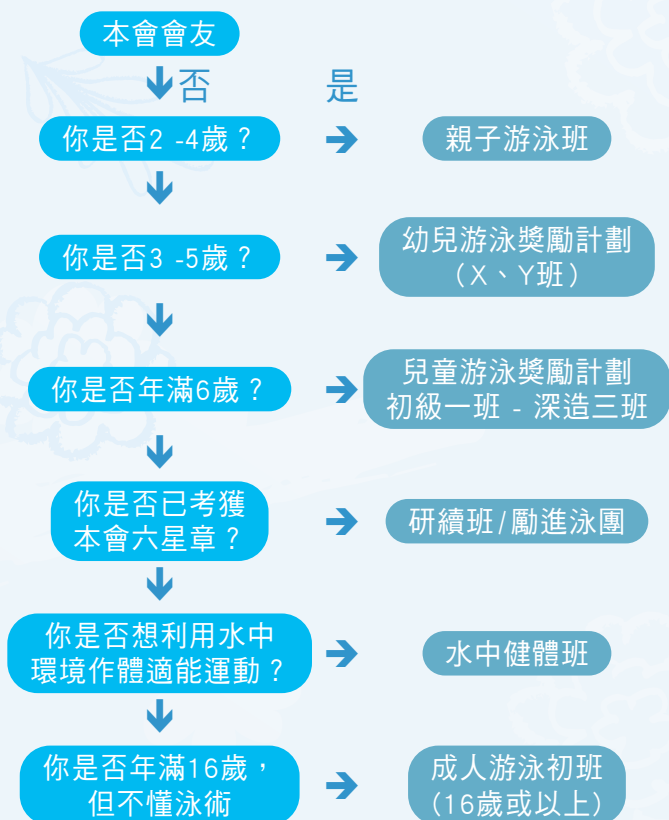 本會會友
否 是
你是否2 -4歲？
親子游泳班
你是否3 -5歲？
幼兒游泳獎勵計劃
（X、Y班）
你是否年滿6歲？
兒童游泳獎勵計劃
初級一班 - 深造三班
你是否已考獲
本會六星章？
研續班/勵進泳團
你是否想利用水中
環境作體適能運動？
水中健體班
你是否年滿16歲，
但不懂泳術
成人游泳初班
(16歲或以上)